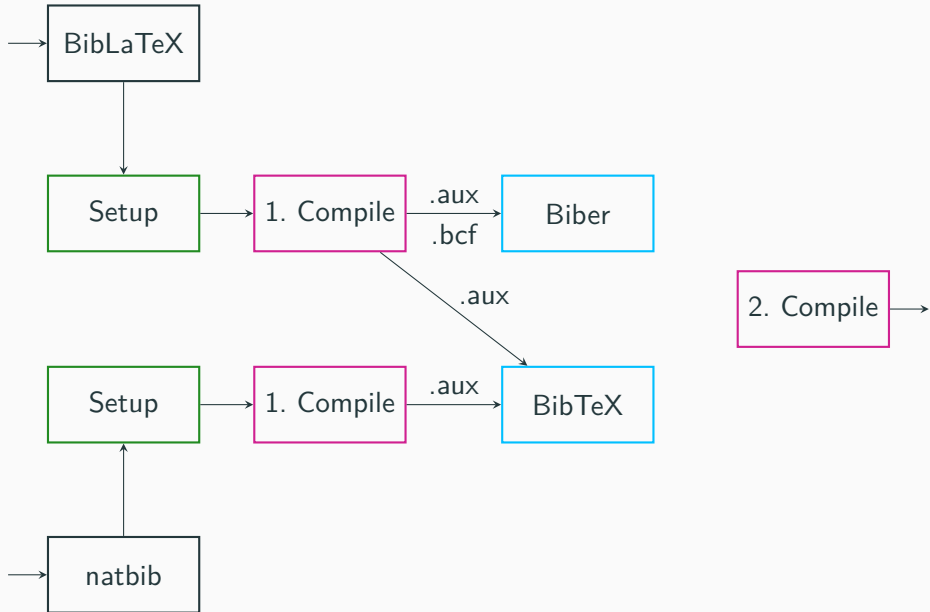 BibLaTeX
Setup
1. Compile
.aux
.bcf
Biber
.aux
2. Compile
Setup
1. Compile
.aux
BibTeX
natbib